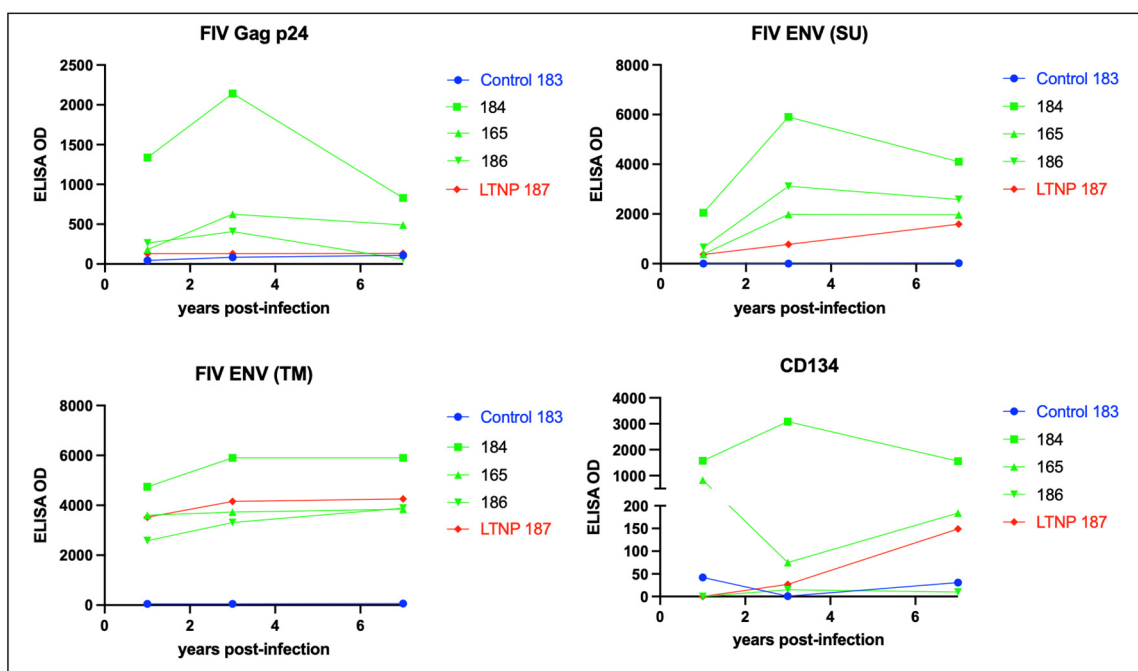 FIV Gag p24
2500
2000
1500
1000
500
0
0 2 4 6
ELISA OD
years post-infection
Control 183
184
165
186
LTNP 187
FIV ENV (SU)
8000
6000
4000
2000
0
0 2 4 6
ELISA OD
years post-infection
Control 183
184
165
186
LTNP 187
FIV ENV (TM)
8000
6000
4000
2000
0
0 2 4 6
ELISA OD
years post-infection
Control 183
184
165
186
LTNP 187
CD134
4000
3000
2000
1000
200
150
100
50
0
0 2 4 6
ELISA OD
years post-infection
Control 183
184
165
186
LTNP 187